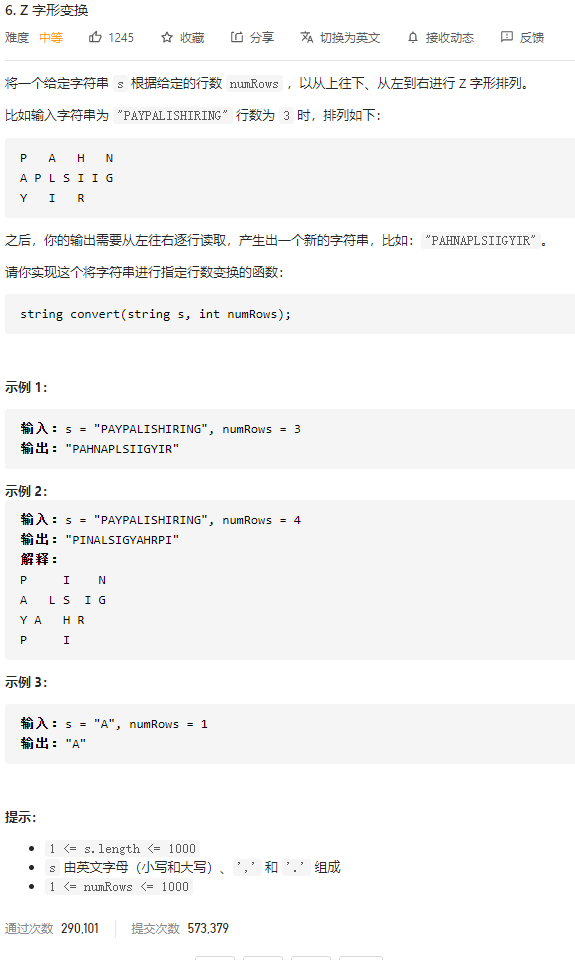 6. Z 字形变换
难度 中等 1245 收藏 分享 切换为英文 接收动态 反馈
将一个给定字符串 s 根据给定的行数 numRows ，以从上往下、从左到右进行 Z 字形排列。
比如输入字符串为 "PAYPALISHIRING" 行数为 3 时，排列如下：
P   A   H   N
A P L S I I G
Y   I   R
之后，你的输出需要从左往右逐行读取，产生出一个新的字符串，比如："PAHNAPLSIIGYIR"。
请你实现这个将字符串进行指定行数变换的函数：
string convert(string s, int numRows);
示例 1：
输入：s = "PAYPALISHIRING", numRows = 3
输出："PAHNAPLSIIGYIR"
示例 2：
输入：s = "PAYPALISHIRING", numRows = 4
输出："PINALSIGYAHRPI"
解释：
P     I    N
A   L S  I G
Y A   H R
P     I
示例 3：
输入：s = "A", numRows = 1
输出："A"
提示：
• 1 <= s.length <= 1000
• s 由英文字母（小写和大写）、',' 和 '.' 组成
• 1 <= numRows <= 1000
通过次数 290,101 提交次数 573,379